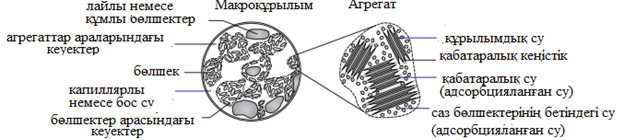 лайлы немесе
құмлы бөлшектер
Макроқұрылым
Агрегат
агрегаттар араларындағы
кеуектер
бөлшек
капиллярлы
немесе бос су
бөлшектер арасындағы
кеуектер
құрылымдық су
қабатаралық кеңістік
қабатаралық су
(адсорбцияланған су)
саз бөлшектерінің бетіндегі су
(адсорбцияланған су)